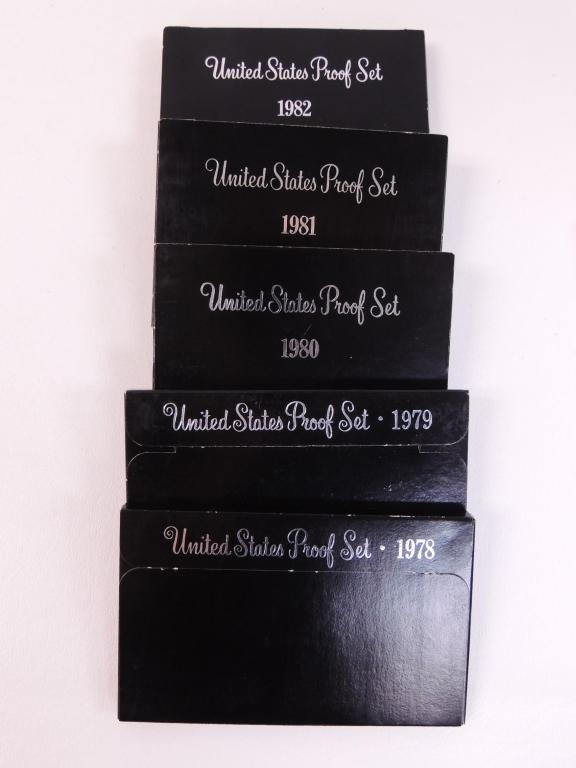 United States Proof Set
1982
United States Proof Set
1981
United States Proof Set
1980
United States Proof Set • 1979
United States Proof Set • 1978